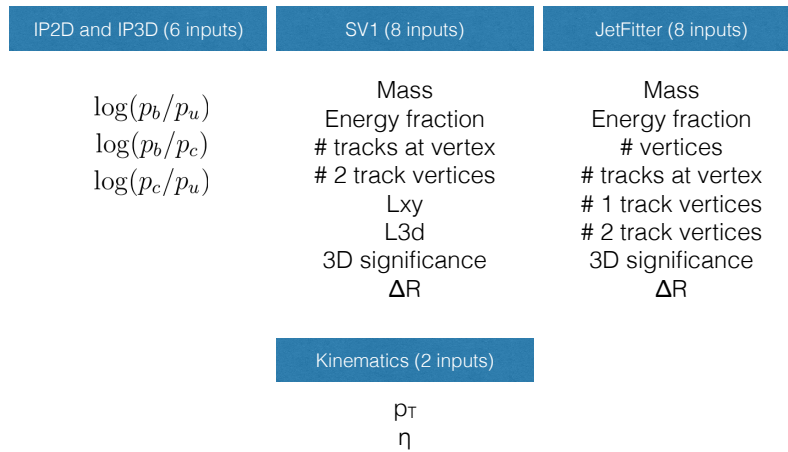 IP2D and IP3D (6 inputs)
log(p_b/p_u)
log(p_b/p_c)
log(p_c/p_u)
SV1 (8 inputs)
Mass
Energy fraction
# tracks at vertex
# 2 track vertices
Lxy
L3d
3D significance
ΔR
JetFitter (8 inputs)
Mass
Energy fraction
# vertices
# tracks at vertex
# 1 track vertices
# 2 track vertices
3D significance
ΔR
Kinematics (2 inputs)
p_T
η